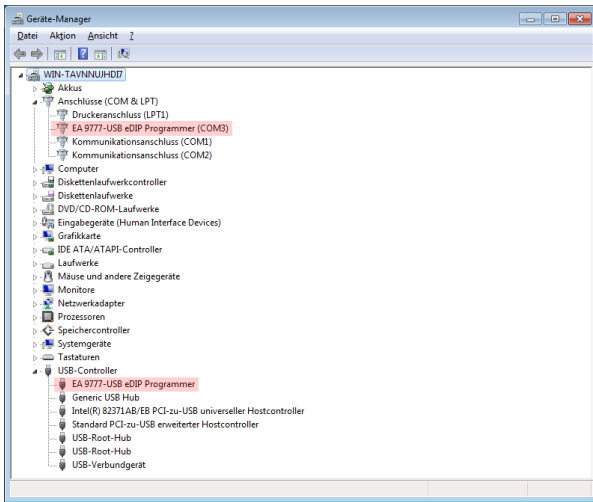 Geräte-Manager
Datei Aktion Ansicht ?
WIN-TAVNNUJHDI7
Akkus
Anschlüsse (COM & LPT)
Druckeranschluss (LPT1)
EA 9777-USB eDIP Programmer (COM3)
Kommunikationsanschluss (COM1)
Kommunikationsanschluss (COM2)
Computer
Diskettenlaufwerkcontroller
Diskettenlaufwerke
DVD/CD-ROM-Laufwerke
Eingabegeräte (Human Interface Devices)
Grafikkarte
IDE ATA/ATAPI-Controller
Laufwerke
Mäuse und andere Zeigegeräte
Monitore
Netzwerkadapter
Prozessoren
Speichercontroller
Systemgeräte
Tastaturen
USB-Controller
EA 9777-USB eDIP Programmer
Generic USB Hub
Intel(R) 82371AB/EB PCI-zu-USB universeller Hostcontroller
Standard PCI-zu-USB erweiterter Hostcontroller
USB-Root-Hub
USB-Root-Hub
USB-Verbundgerät